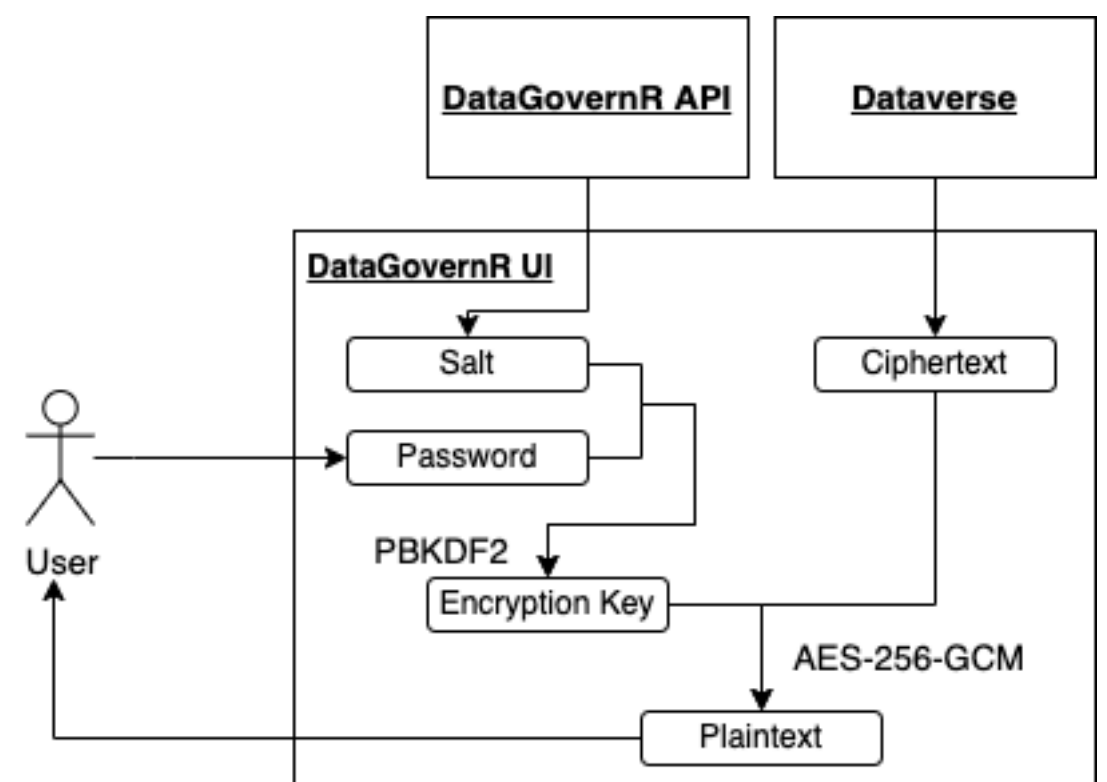 DataGovernR API
Dataverse
DataGovernR UI
Salt
Ciphertext
Password
User
PBKDF2
Encryption Key
AES-256-GCM
Plaintext